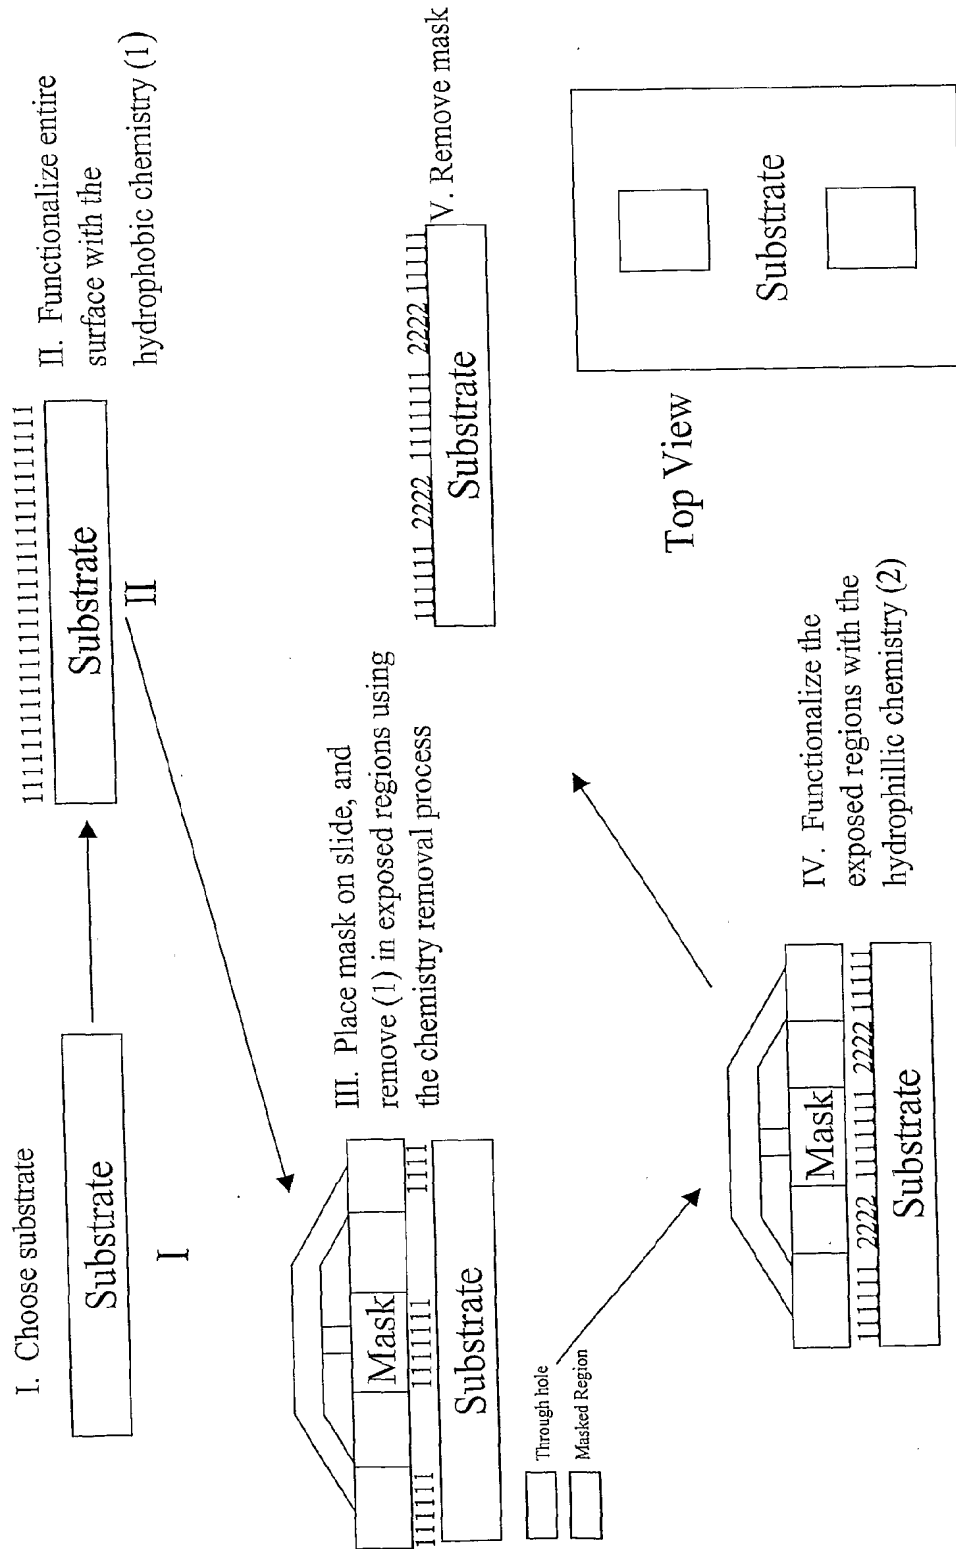 I. Choose substrate
Substrate
I
11111111111111111111111111111
Substrate
II
II. Functionalize entire
surface with the
hydrophobic chemistry (1)
III. Place mask on slide, and
remove (1) in exposed regions using
the chemistry removal process
Mask
111111 1111111 1111
Substrate
Through hole
Masked Region
111111 2222 1111111 2222 11111
Substrate
V. Remove mask
Mask
111111 2222 1111111 2222 11111
Substrate
IV. Functionalize the
exposed regions with the
hydrophillic chemistry (2)
Top View
Substrate